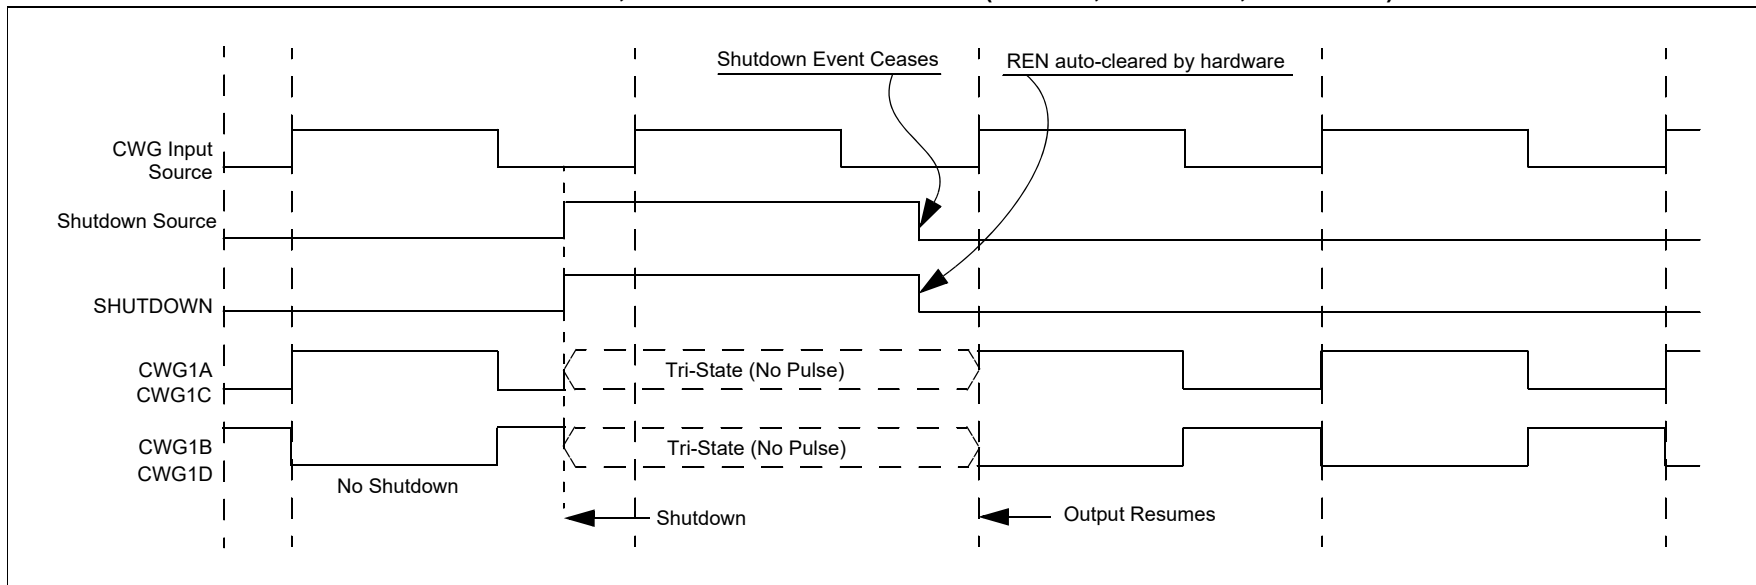 Shutdown Event Ceases
REN auto-cleared by hardware
CWG Input
Source
Shutdown Source
SHUTDOWN
CWG1A
CWG1C
Tri-State (No Pulse)
CWG1B
CWG1D
Tri-State (No Pulse)
No Shutdown
Shutdown
Output Resumes